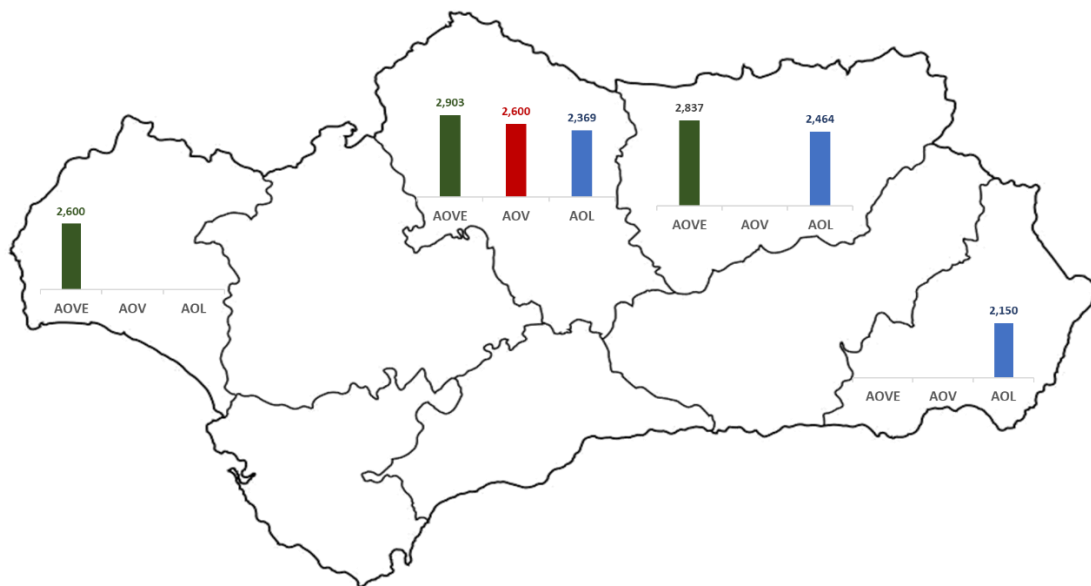 2,903 2,600 2,369
AOVE AOV AOL
2,837 2,464
AOVE AOV AOL
2,600
AOVE AOV AOL
2,150
AOVE AOV AOL